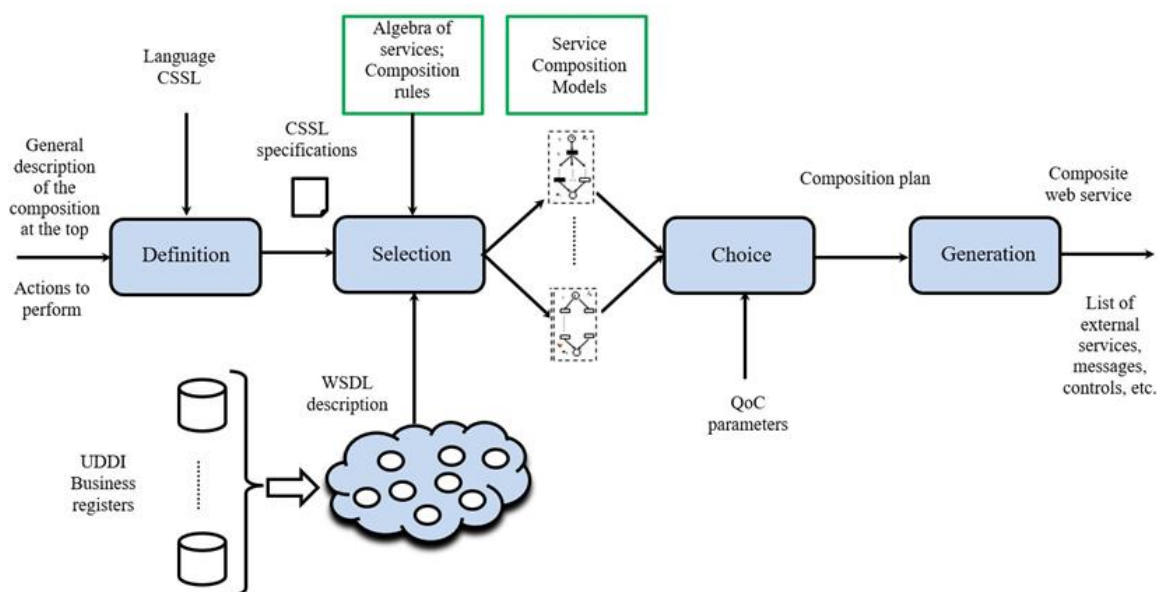 Language
CSSL
Algebra of
services;
Composition
rules
Service
Composition
Models
General
description
of the
composition
at the top
CSSL
specifications
Composition plan
Composite
web service
Definition
Selection
Choice
Generation
Actions to
perform
List of
external
services,
messages,
controls, etc.
WSDL
description
QoC
parameters
UDDI
Business
registers